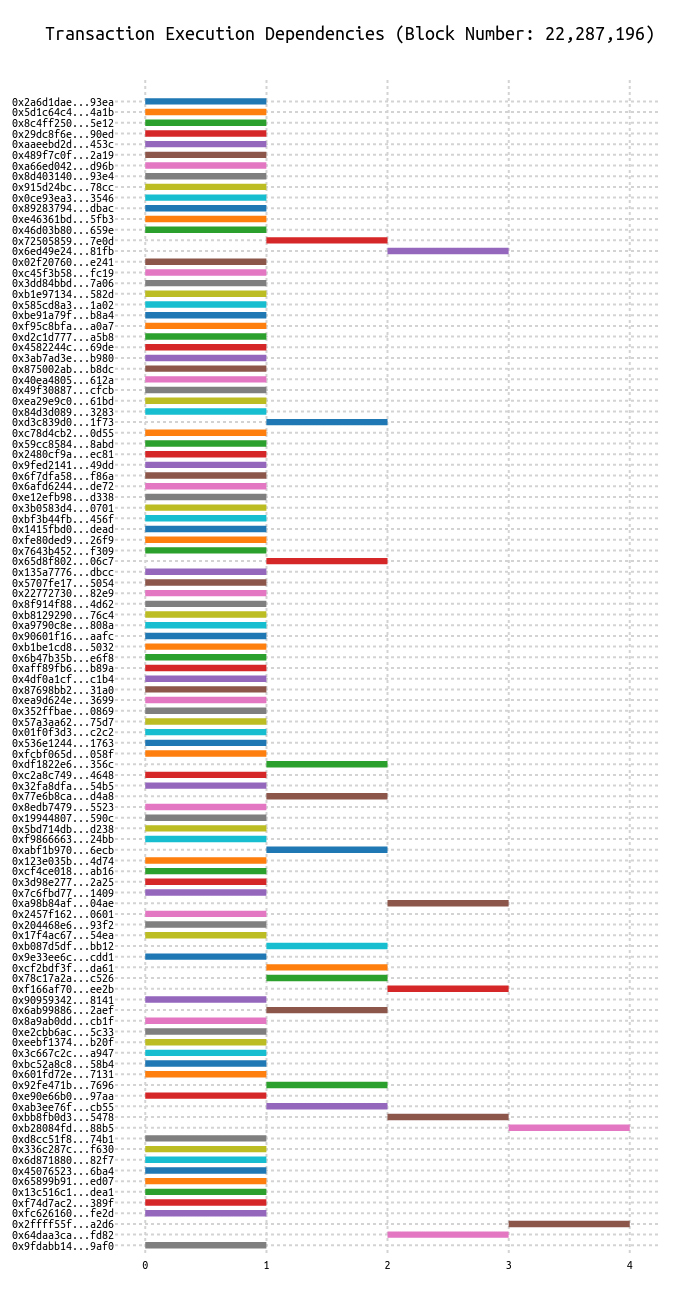 Transaction Execution Dependencies (Block Number: 22,287,196)
0x2a6d1dae...93ea
0x5d1c64c4...4a1b
0x8c4ff250...5e12
0x29dc8f6e...90ed
0xaaeebd2d...453c
0x489f7c0f...2a19
0xa66ed042...d96b
0x8d403140...93e4
0x915d24bc...78cc
0x0ce93ea3...3546
0x89283794...dbac
0xe46361bd...5fb3
0x46d03b80...659e
0x72505859...7e0d
0x6ed49e24...81fb
0x02f20760...e241
0xc45f3b58...fc19
0x3dd84bbd...7a06
0xb1e97134...582d
0x585cd8a3...1a02
0xbe91a79f...b8a4
0xf95c8bfa...a0a7
0xd2c1d777...a5b8
0x4582244c...69de
0x3ab7ad3e...b980
0x875002ab...b8dc
0x40ea4805...612a
0x49f30887...cfcb
0xea29e9c0...61bd
0x84d3d089...3283
0xd3c839d0...1f73
0xc78d4cb2...0d55
0x59cc8584...8abd
0x2480cf9a...ec81
0x9fed2141...49dd
0x6f7dfa58...f86a
0x6afd6244...de72
0xe12efb98...d338
0x3b0583d4...0701
0xbf3b44fb...456f
0x1415fbd0...dead
0xfe80ded9...26f9
0x7643b452...f309
0x65d8f802...06c7
0x135a7776...dbcc
0x5707fe17...5054
0x22772730...82e9
0x8f914f88...4d62
0xb8129290...76c4
0xa9790c8e...808a
0x90601f16...aafc
0xb1be1cd8...5032
0x6b47b35b...e6f8
0xaff89fb6...b89a
0x4df0a1cf...c1b4
0x87698bb2...31a0
0xea9d624e...3699
0x352ffbae...0869
0x57a3aa62...75d7
0x01f0f3d3...c2c2
0x536e1244...1763
0xfcbf065d...058f
0xdf1822e6...356c
0xc2a8c749...4648
0x32fa8dfa...54b5
0x77e6b8ca...d4a8
0x8edb7479...5523
0x19944807...590c
0x5bd714db...d238
0xf9866663...24bb
0xabf1b970...6ecb
0x123e035b...4d74
0xcf4ce018...ab16
0x3d98e277...2a25
0x7c6fbd77...1409
0xa98b84af...04ae
0x2457f162...0601
0x204468e6...93f2
0x17f4ac67...54ea
0xb087d5df...bb12
0x9e33ee6c...cdd1
0xcf2bdf3f...da61
0x78c17a2a...c526
0xf166af70...ee2b
0x90959342...8141
0x6ab99886...2aef
0x8a9ab0dd...cb1f
0xe2cbb6ac...5c33
0xeebf1374...b20f
0x3c667c2c...a947
0xbc52a8c8...58b4
0x601fd72e...7131
0x92fe471b...7696
0xe90e66b0...97aa
0xab3ee76f...cb55
0xbb8fb0d3...5478
0xb28084fd...88b5
0xd8cc51f8...74b1
0x336c287c...f630
0x6d871880...82f7
0x45076523...6ba4
0x65899b91...ed07
0x13c516c1...dea1
0xf74d7ac2...389f
0xfc626160...fe2d
0x2ffff55f...a2d6
0x64daa3ca...fd82
0x9fdabb14...9af0
0 1 2 3 4